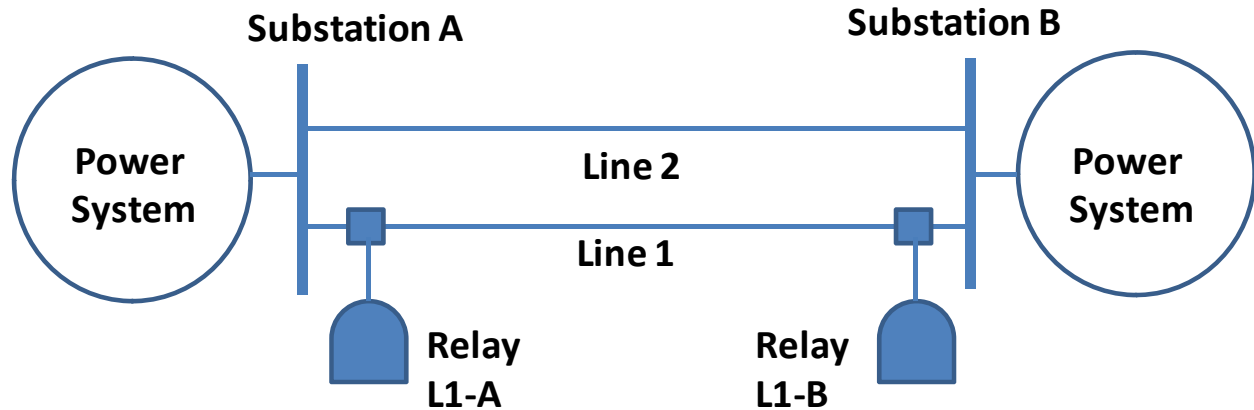 Substation A
Substation B
Power
System
Line 2
Power
System
Line 1
Relay
L1-A
Relay
L1-B